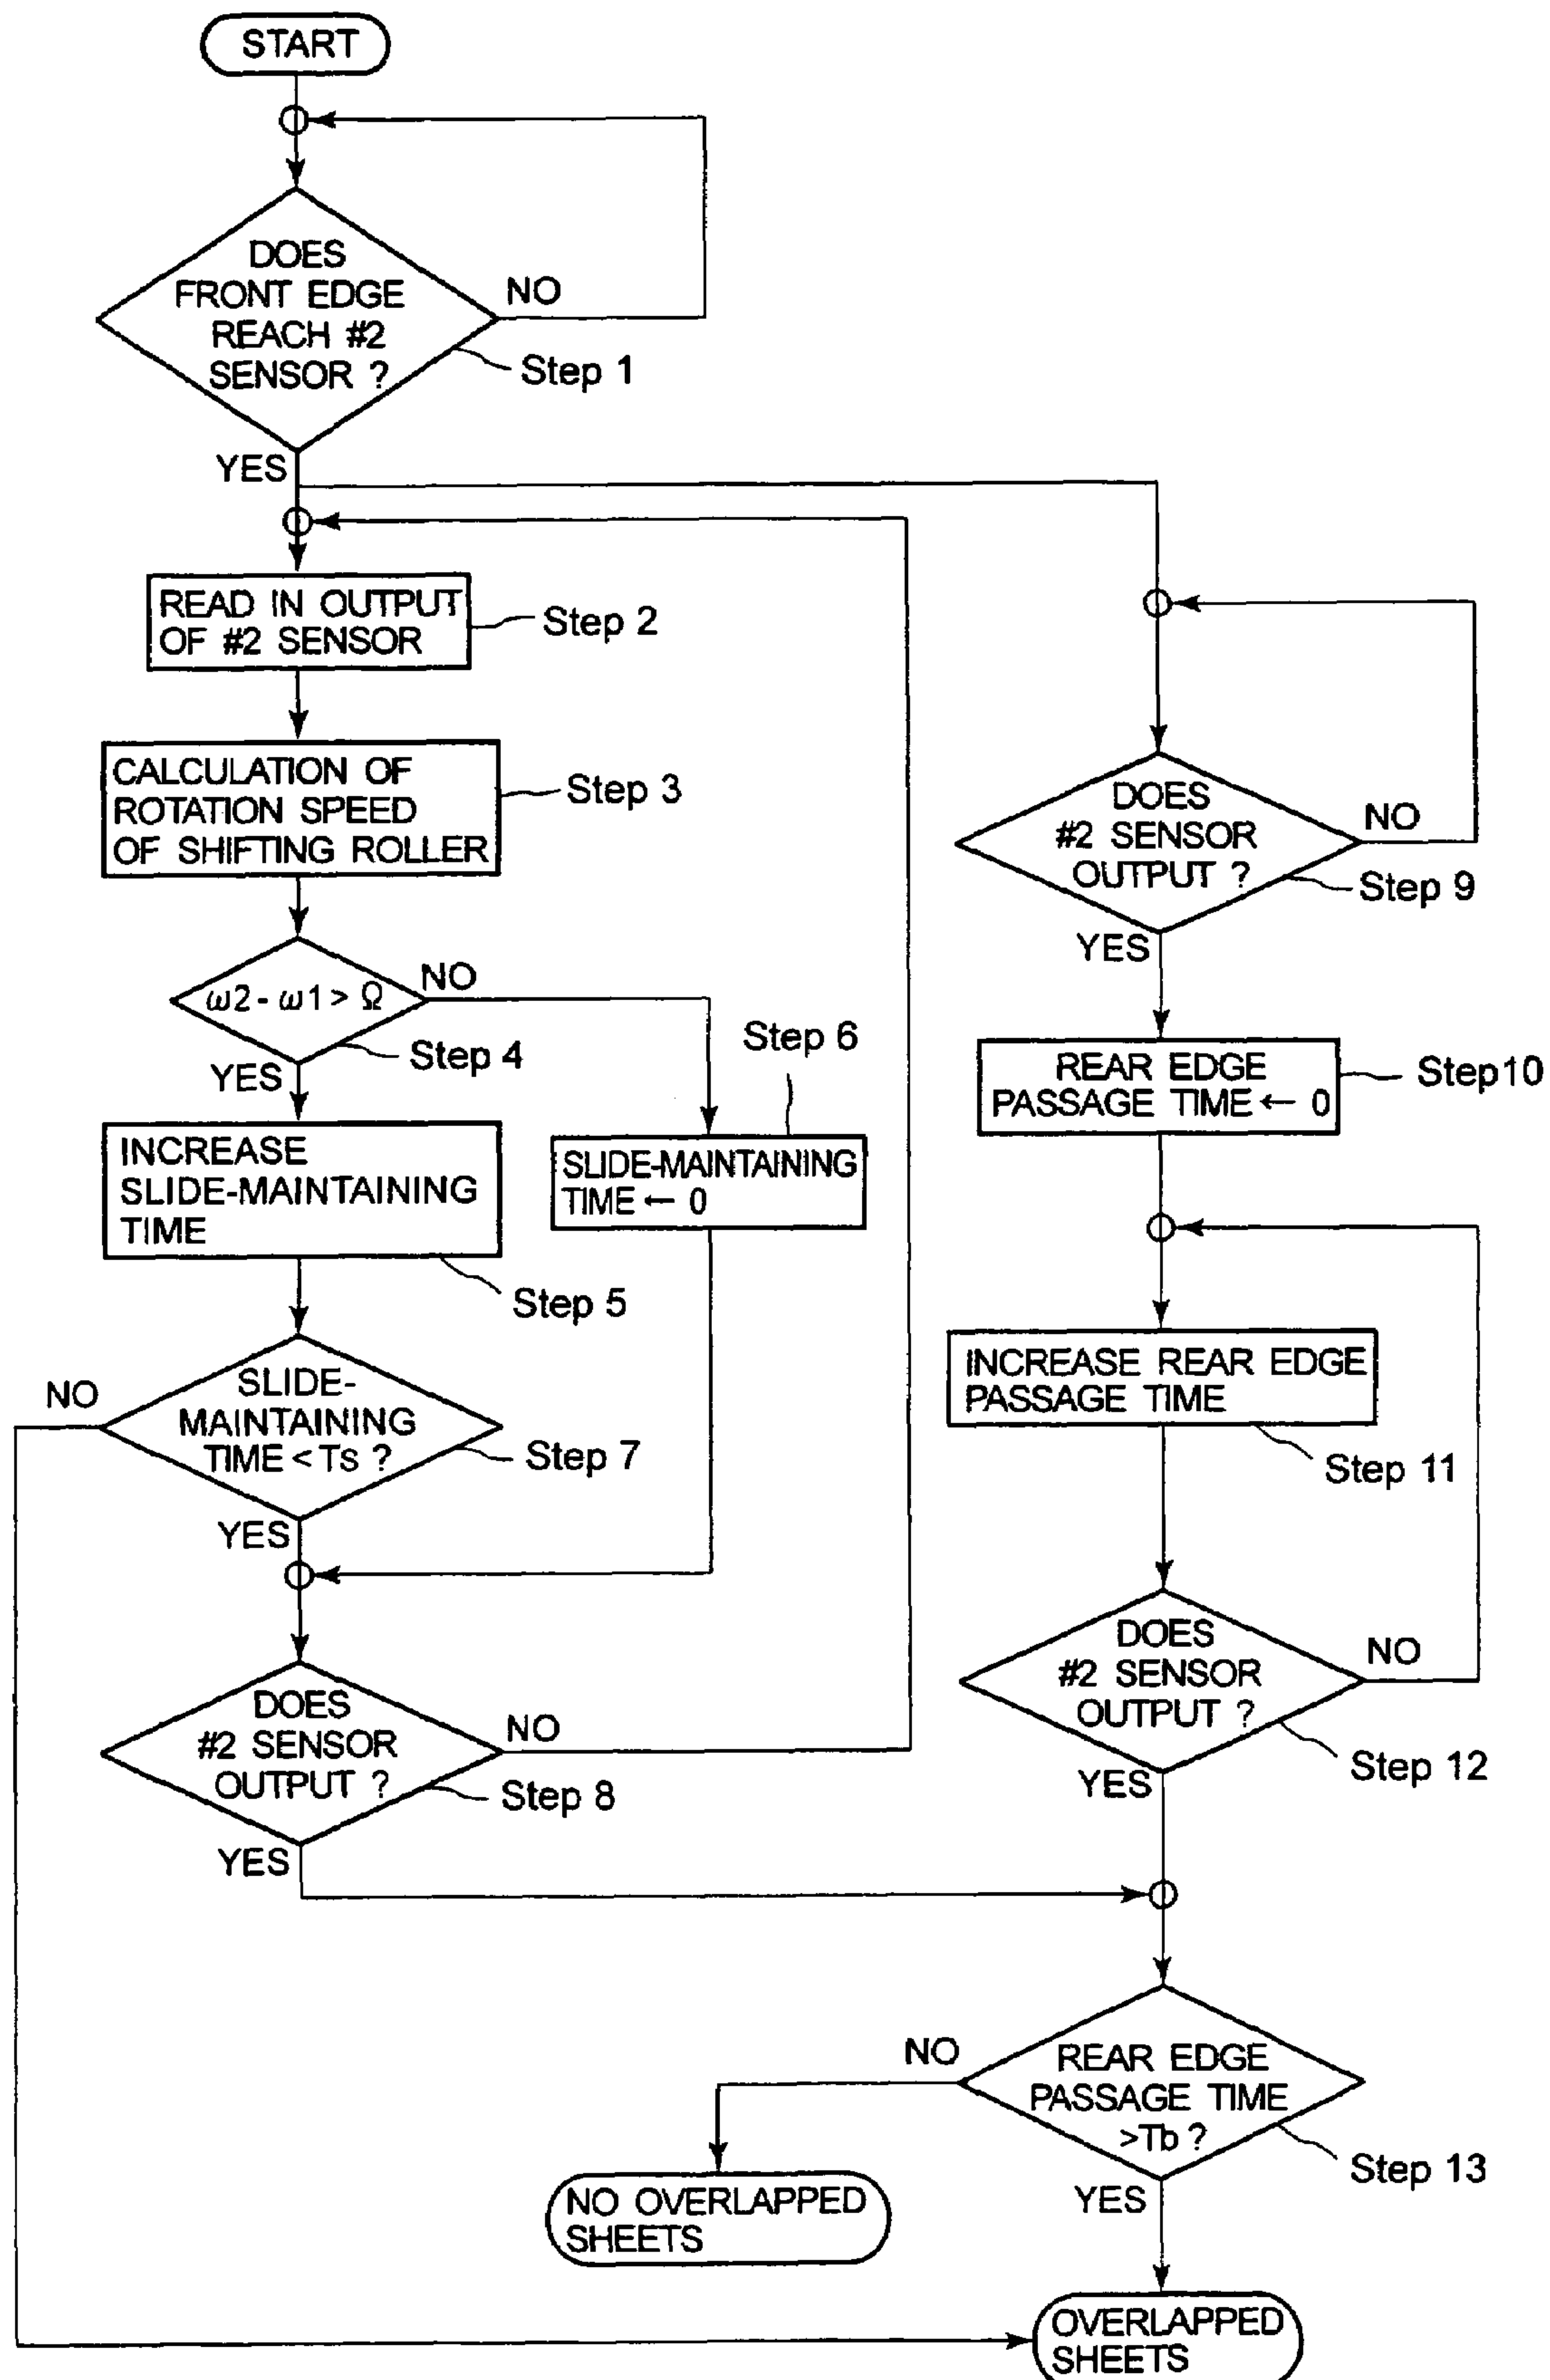 START
DOES
FRONT EDGE
REACH #2
SENSOR ?
NO
Step 1
YES
READ IN OUTPUT
OF #2 SENSOR
Step 2
CALCULATION OF
ROTATION SPEED
OF SHIFTING ROLLER
Step 3
ω2 - ω1 > Ω
NO
Step 4
YES
INCREASE
SLIDE-MAINTAINING
TIME
Step 5
Step 6
SLIDE-MAINTAINING
TIME ← 0
SLIDE-
MAINTAINING
TIME < Ts ?
NO
Step 7
YES
DOES
#2 SENSOR
OUTPUT ?
NO
Step 8
YES
DOES
#2 SENSOR
OUTPUT ?
NO
Step 9
YES
REAR EDGE
PASSAGE TIME ← 0
Step10
INCREASE REAR EDGE
PASSAGE TIME
Step 11
DOES
#2 SENSOR
OUTPUT ?
NO
Step 12
YES
REAR EDGE
PASSAGE TIME
>Tb ?
NO
Step 13
YES
NO OVERLAPPED
SHEETS
OVERLAPPED
SHEETS